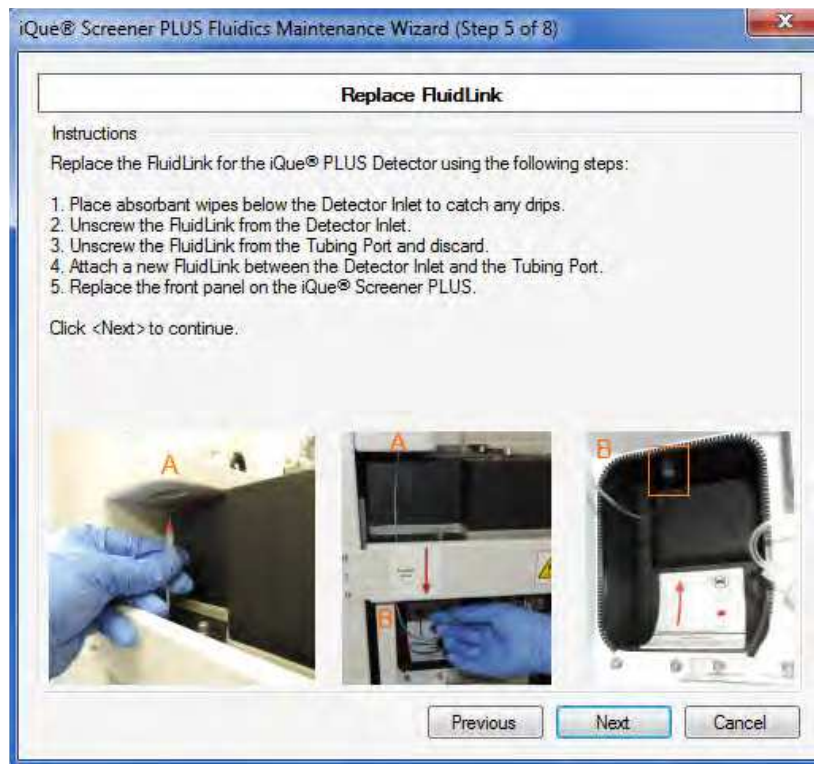 iQue® Screener PLUS Fluidics Maintenance Wizard (Step 5 of 8)
Replace FluidLink
Instructions
Replace the FluidLink for the iQue® PLUS Detector using the following steps:
1. Place absorbant wipes below the Detector Inlet to catch any drips.
2. Unscrew the FluidLink from the Detector Inlet.
3. Unscrew the FluidLink from the Tubing Port and discard.
4. Attach a new FluidLink between the Detector Inlet and the Tubing Port.
5. Replace the front panel on the iQue® Screener PLUS.
Click <Next> to continue.
A
A
B
B
Previous
Next
Cancel